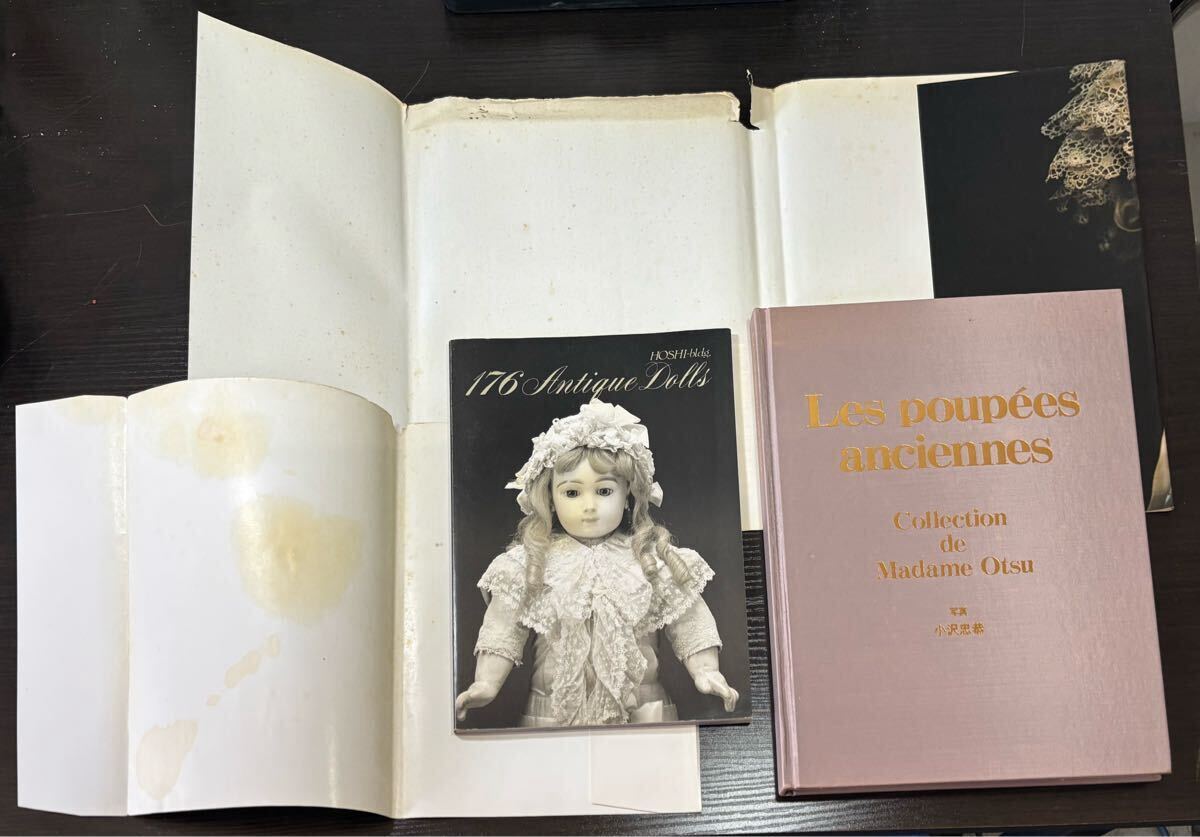 HOSHI-bldg.
176 Antique Dolls
Les poupées
anciennes
Collection
de
Madame Otsu
写真
小沢忠恭